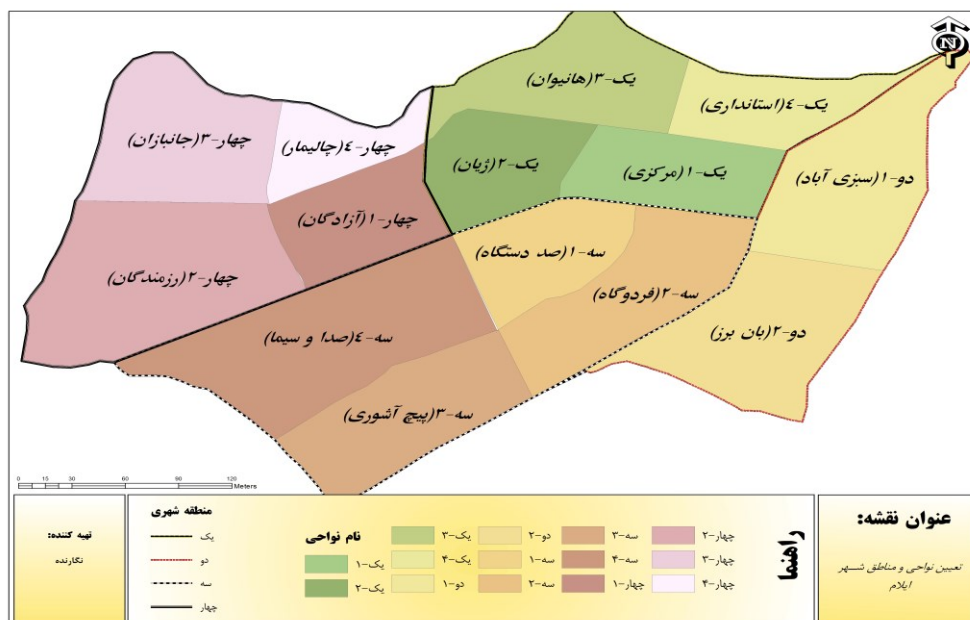 N
یک-۳(هانیوان)
یک-۴(استانداری)
چهار-۳(جانبازان)
چهار-۴(چالیمار)
یک-۲(ژیان)
یک-۱(مرکزی)
دو-۱(سبزی آباد)
چهار-۱(آزادگان)
سه-۱(صد دستگاه)
چهار-۲(رزمندگان)
سه-۲(فردوگاه)
سه-۴(صدا و سیما)
دو-۲(بان برز)
سه-۳(پیچ آشوری)
0 15 30 60 90 120
Meters
عنوان نقشه:
تعیین نواحی و مناطق شهر
ایلام
راهنما
نام نواحی
یک-۱
یک-۲
یک-۳
یک-۴
دو-۱
دو-۲
سه-۱
سه-۲
سه-۳
سه-۴
چهار-۱
چهار-۲
چهار-۳
چهار-۴
منطقه شهری
یک
دو
سه
چهار
تهیه کننده:
نگارنده